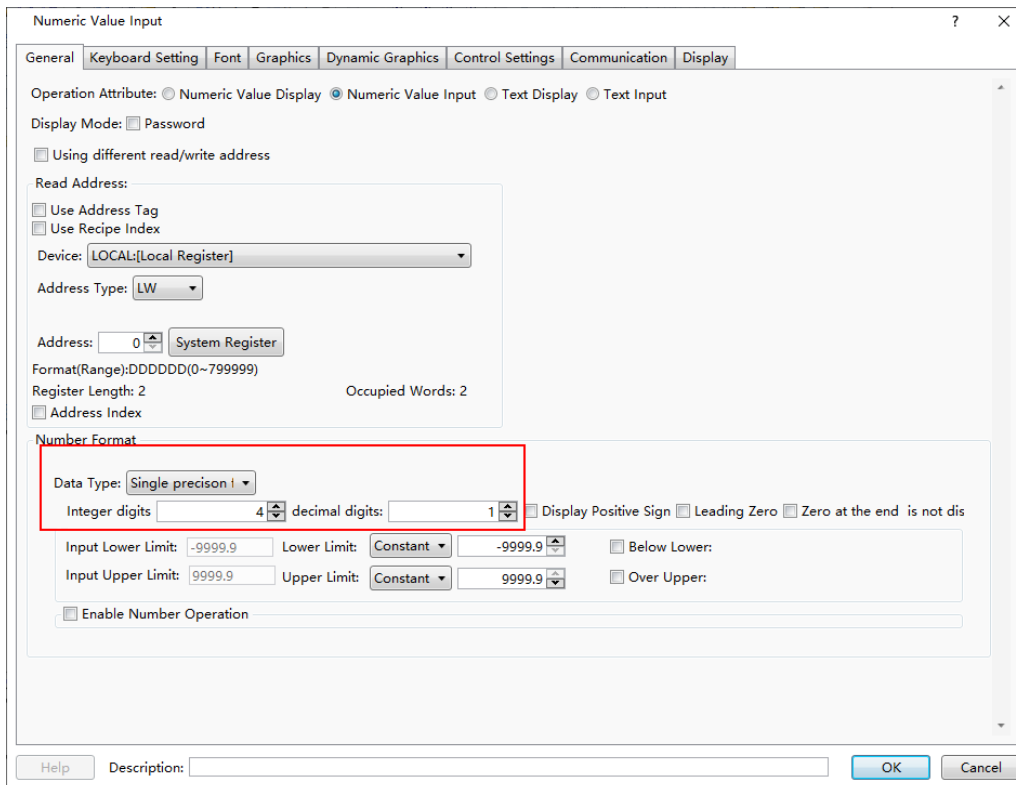 Numeric Value Input ? ×
General Keyboard Setting Font Graphics Dynamic Graphics Control Settings Communication Display
Operation Attribute: Numeric Value Display Numeric Value Input Text Display Text Input
Display Mode: Password
Using different read/write address
Read Address:
Use Address Tag
Use Recipe Index
Device: LOCAL:[Local Register]
Address Type: LW
Address: 0 System Register
Format(Range):DDDDDD(0~799999)
Register Length: 2 Occupied Words: 2
Address Index
Number Format
Data Type: Single precison f
Integer digits 4 decimal digits: 1 Display Positive Sign Leading Zero Zero at the end is not dis
Input Lower Limit: -9999.9 Lower Limit: Constant -9999.9 Below Lower:
Input Upper Limit: 9999.9 Upper Limit: Constant 9999.9 Over Upper:
Enable Number Operation
Help Description: OK Cancel